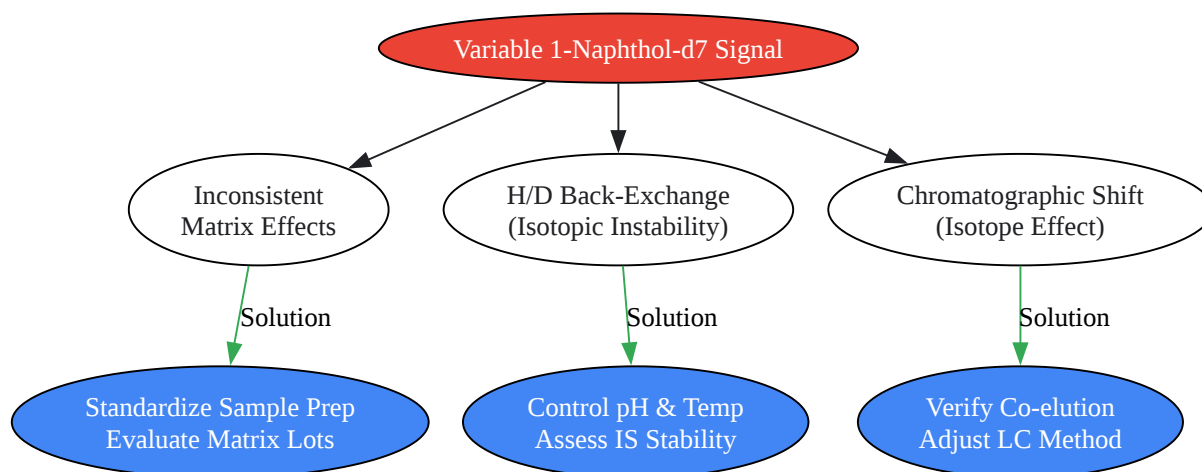 Variable 1-Naphthol-d7 Signal
Inconsistent
Matrix Effects
H/D Back-Exchange
(Isotopic Instability)
Chromatographic Shift
(Isotope Effect)
Solution
Solution
Solution
Standardize Sample Prep
Evaluate Matrix Lots
Control pH & Temp
Assess IS Stability
Verify Co-elution
Adjust LC Method